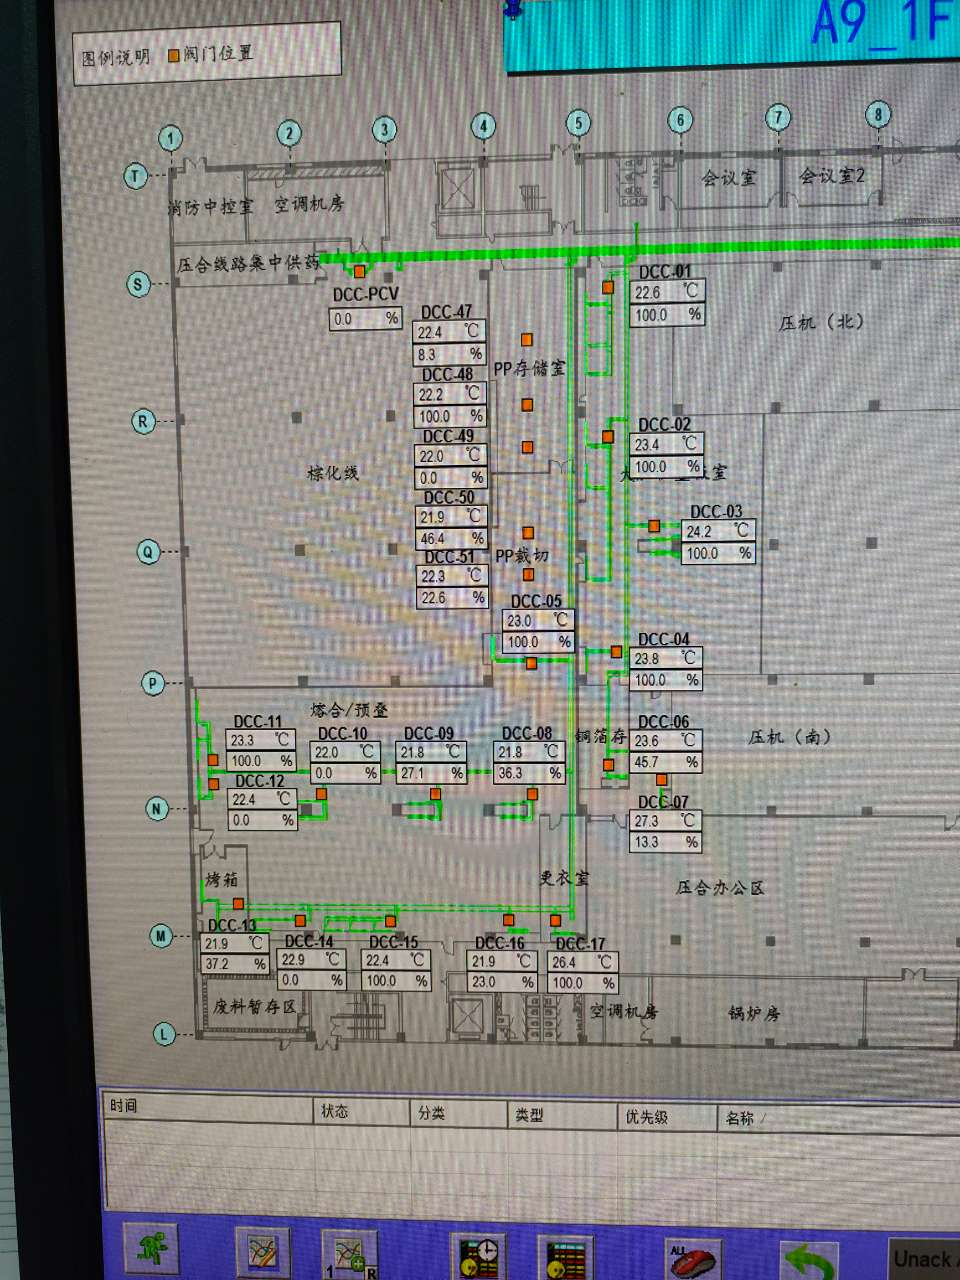 A9_1F
图例说明 阀门位置
1 2 3 4 5 6 7 8
T
消防中控室 空调机房 会议室 会议室2
S
压合线路集中供药
DCC-PCV
0.0 %
DCC-01
22.6 ℃
100.0 %
压机（北）
DCC-47
22.4 ℃
8.3 %
PP存储室
DCC-48
22.2 ℃
100.0 %
R
DCC-49
22.0 ℃
0.0 %
DCC-02
23.4 ℃
100.0 %
室
棕化线
DCC-50
21.9 ℃
46.4 %
DCC-03
24.2 ℃
100.0 %
Q
PP裁切
DCC-51
22.3 ℃
22.6 %
DCC-05
23.0 ℃
100.0 %
DCC-04
23.8 ℃
100.0 %
P
熔合/预叠
铜箔存
压机（南）
DCC-11
23.3 ℃
100.0 %
DCC-10
22.0 ℃
0.0 %
DCC-09
21.8 ℃
27.1 %
DCC-08
21.8 ℃
36.3 %
DCC-06
23.6 ℃
45.7 %
DCC-12
22.4 ℃
0.0 %
DCC-07
27.3 ℃
13.3 %
N
烤箱 更衣室 压合办公区
M
DCC-13
21.9 ℃
37.2 %
DCC-14
22.9 ℃
0.0 %
DCC-15
22.4 ℃
100.0 %
DCC-16
21.9 ℃
23.0 %
DCC-17
26.4 ℃
100.0 %
废料暂存区 空调机房 锅炉房
L
时间 状态 分类 类型 优先级 名称 /
1 R ALL Unack